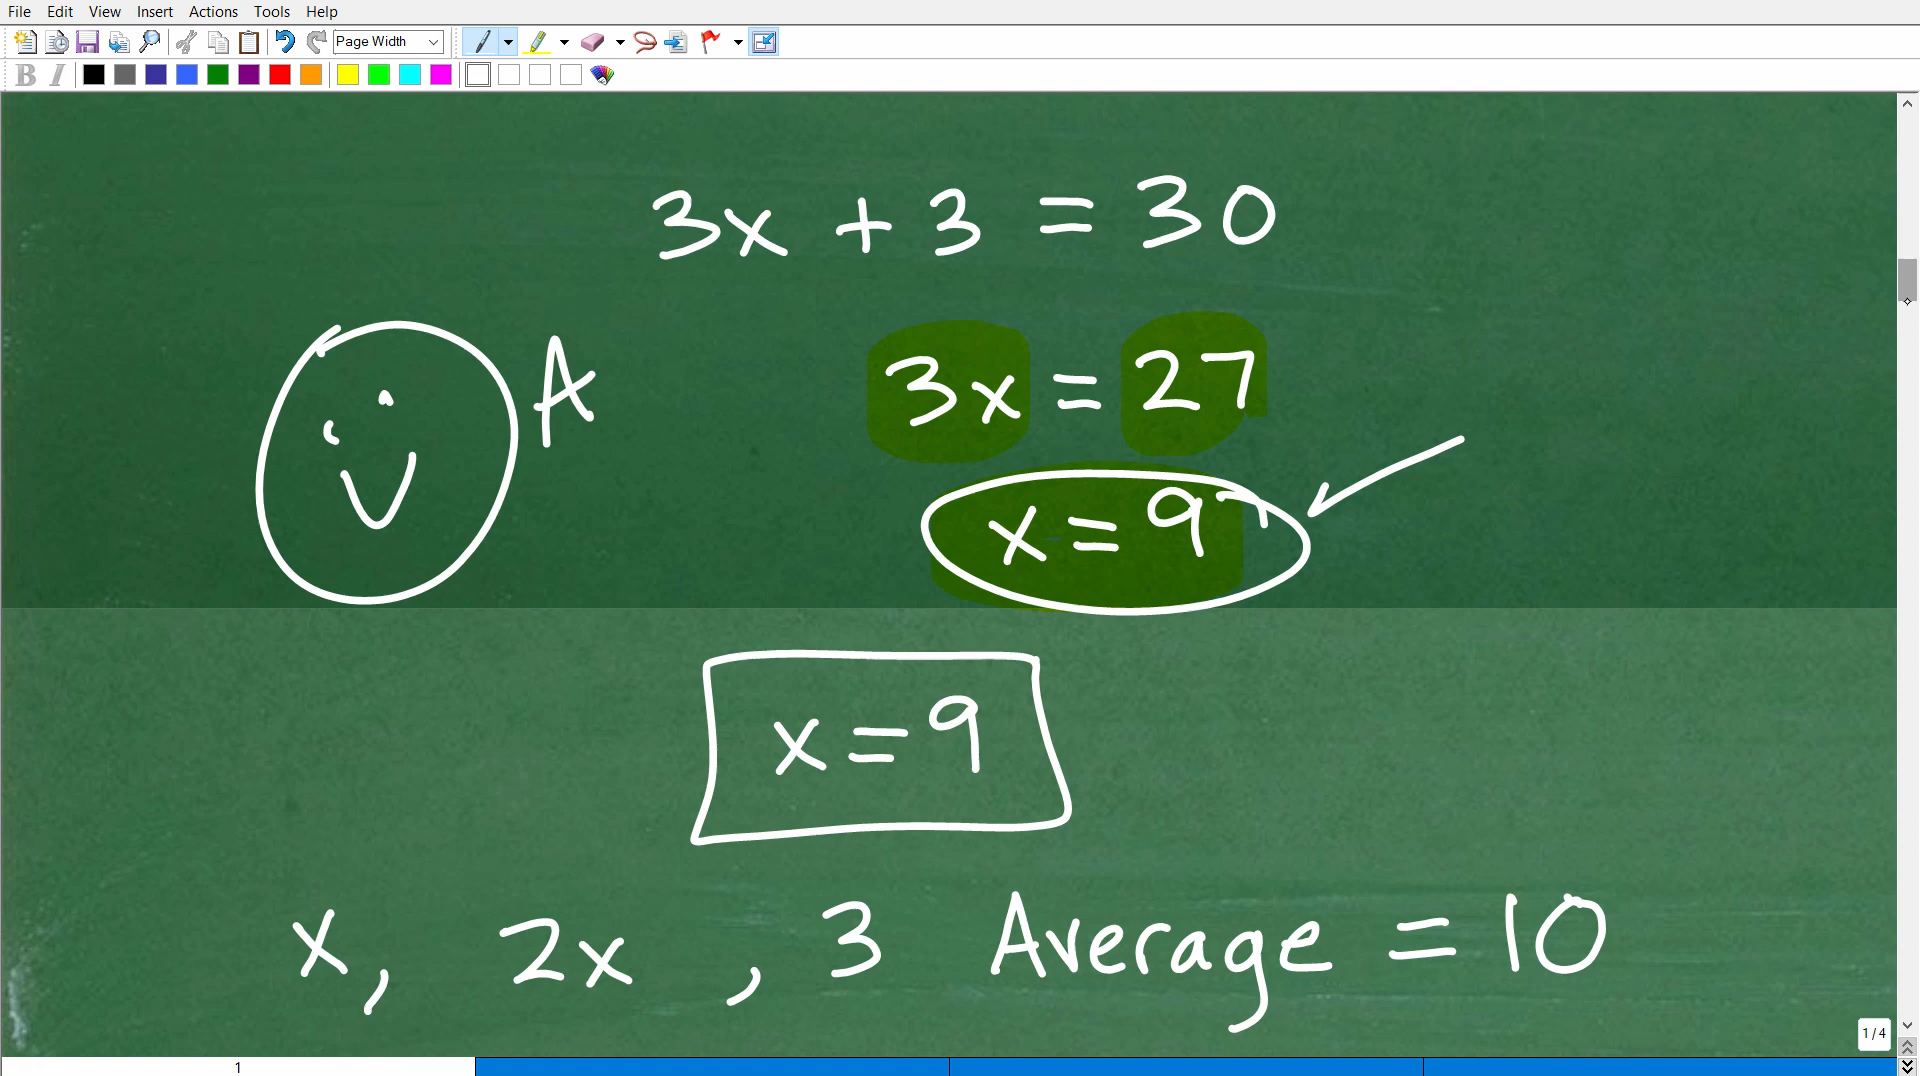 File Edit View Insert Actions Tools Help
Page Width
B I
3x + 3 = 30
A
3x = 27
x = 9
x = 9
x, 2x, 3 Average = 10
1 / 4
1